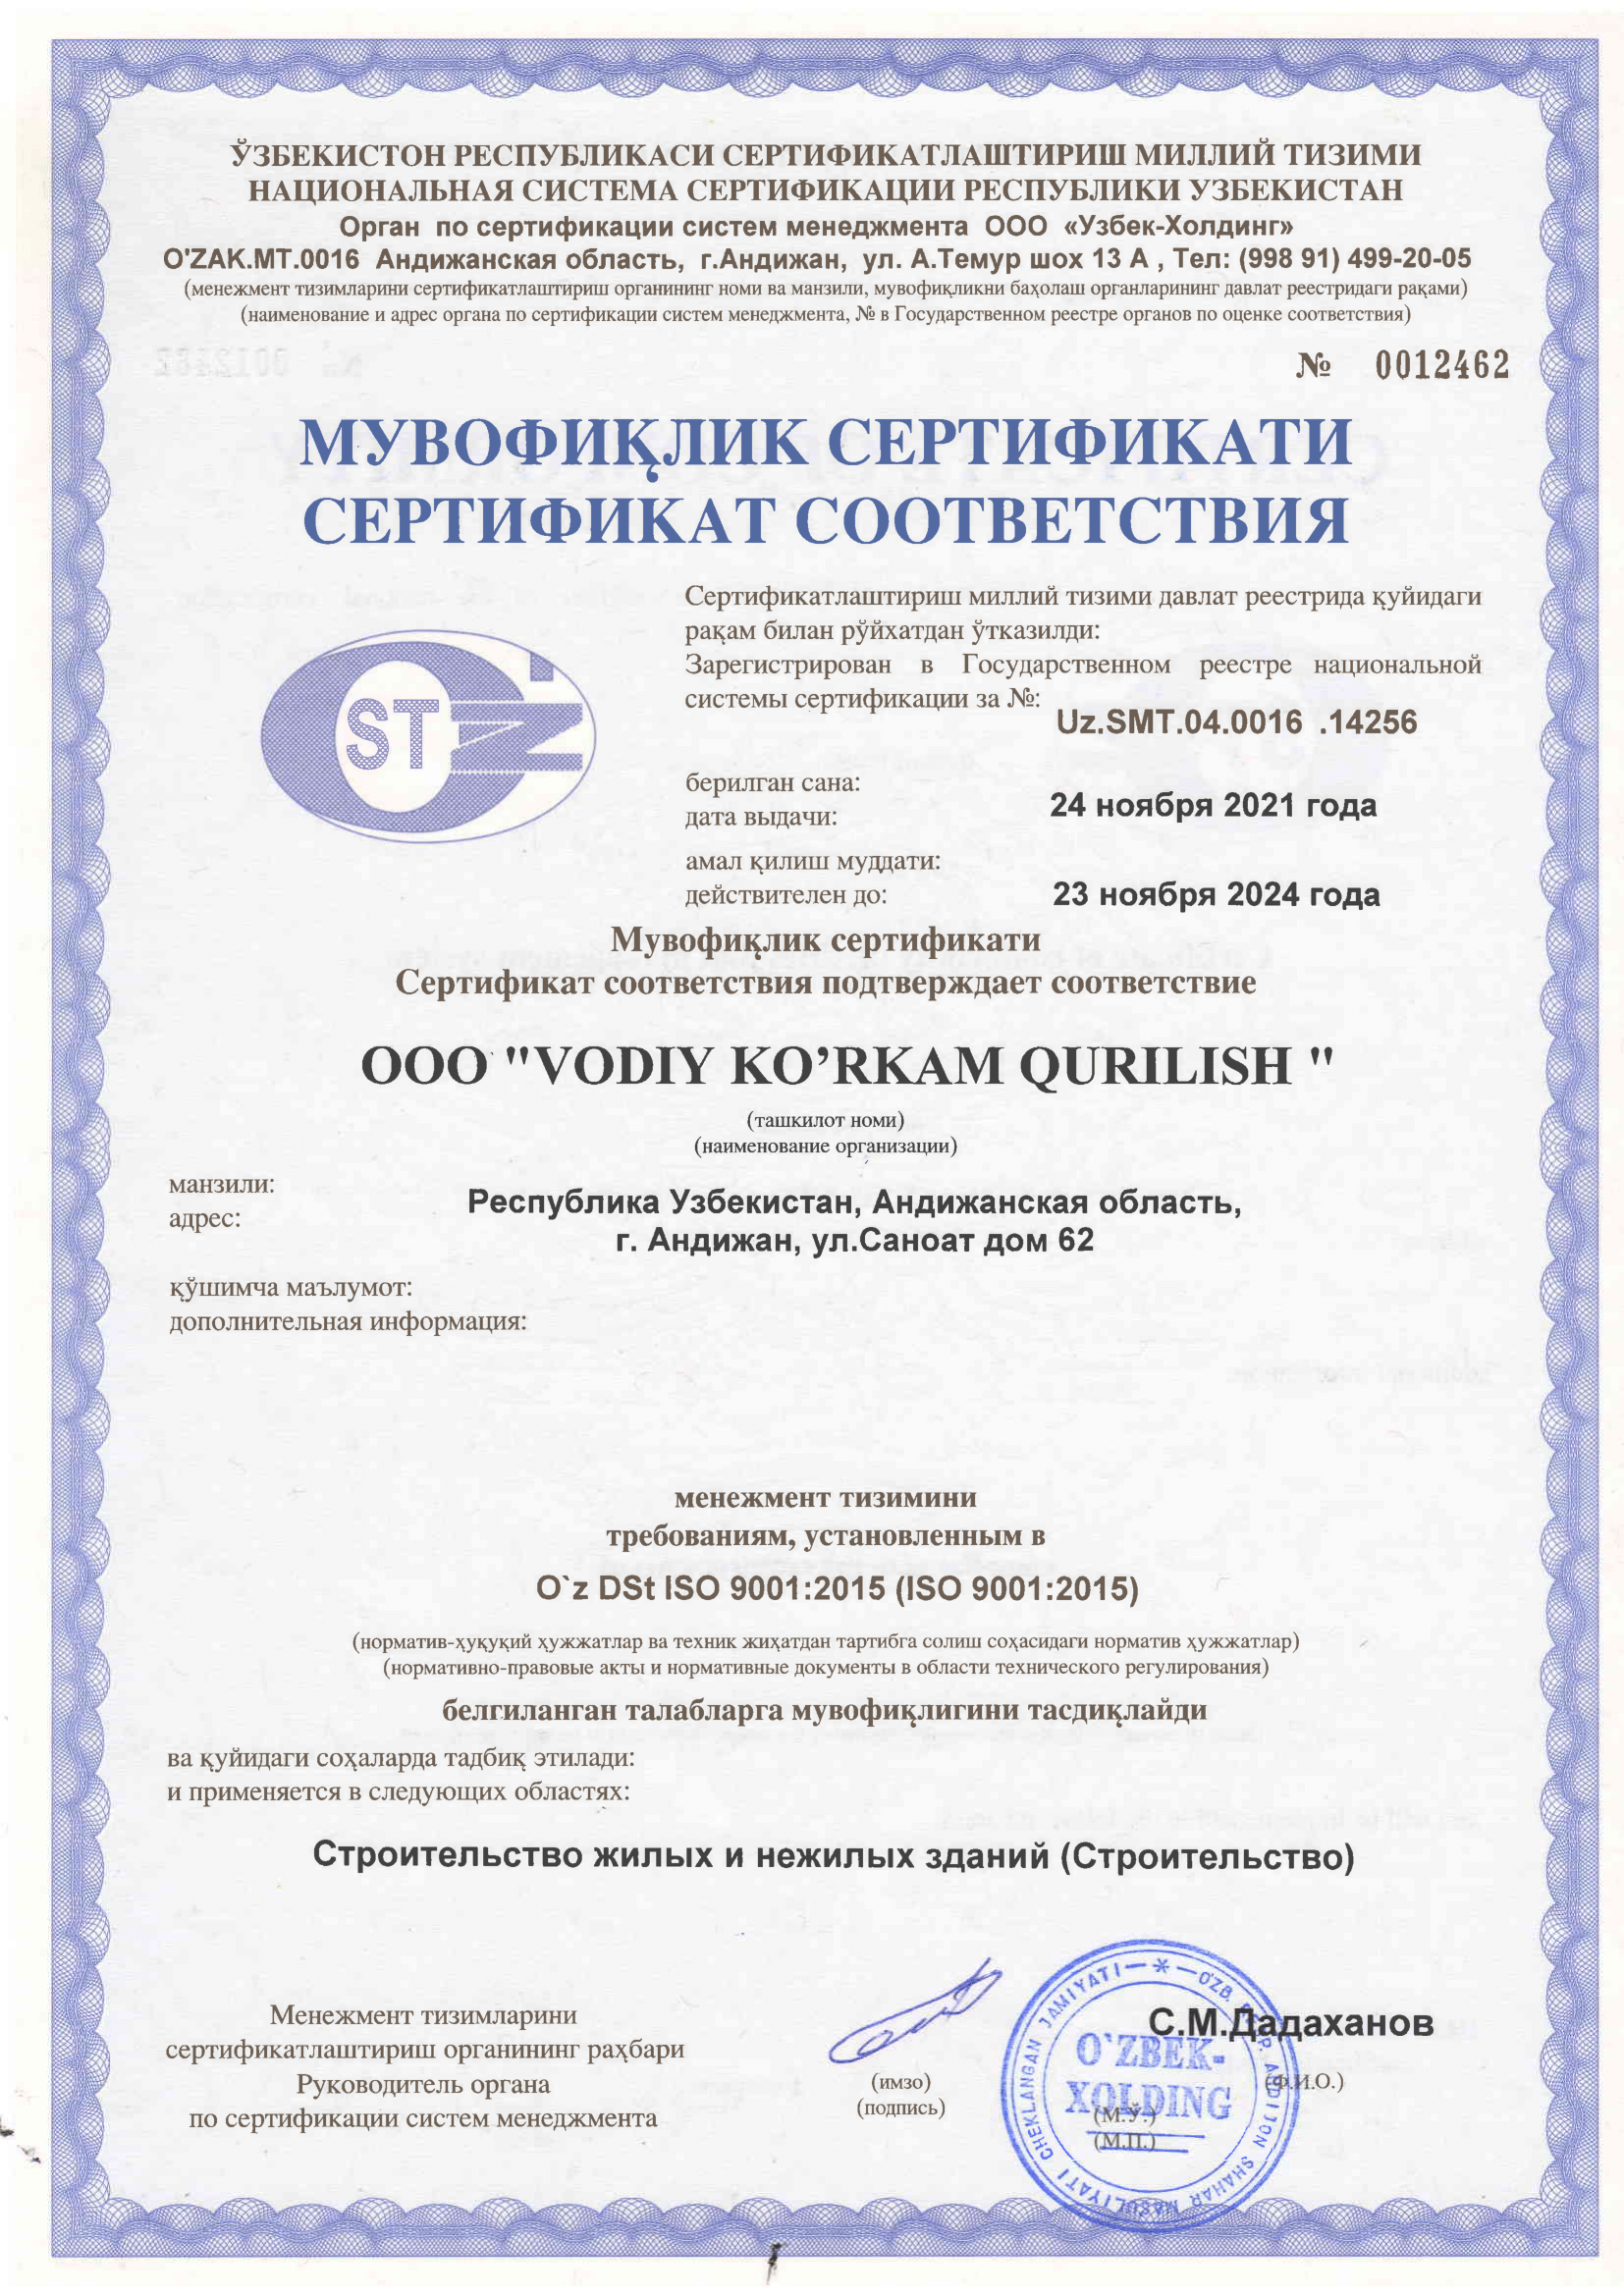 ЎЗБЕКИСТОН РЕСПУБЛИКАСИ СЕРТИФИКАТЛАШТИРИШ МИЛЛИЙ ТИЗИМИ
НАЦИОНАЛЬНАЯ СИСТЕМА СЕРТИФИКАЦИИ РЕСПУБЛИКИ УЗБЕКИСТАН
Орган по сертификации систем менеджмента ООО «Узбек-Холдинг»
O'ZAK.MT.0016 Андижанская область, г.Андижан, ул. А.Темур шох 13 А , Тел: (998 91) 499-20-05
(менежмент тизимларини сертификатлаштириш органининг номи ва манзили, мувофиқликни баҳолаш органларининг давлат реестридаги рақами)
(наименование и адрес органа по сертификации систем менеджмента, № в Государственном реестре органов по оценке соответствия)
№ 0012462
МУВОФИҚЛИК СЕРТИФИКАТИ
СЕРТИФИКАТ СООТВЕТСТВИЯ
Сертификатлаштириш миллий тизими давлат реестрида қуйидаги
рақам билан рўйхатдан ўтказилди:
Зарегистрирован в Государственном реестре национальной
системы сертификации за №:
Uz.SMT.04.0016 .14256
O'Z
ST
берилган сана:
дата выдачи:
24 ноября 2021 года
амал қилиш муддати:
действителен до:
23 ноября 2024 года
Мувофиқлик сертификати
Сертификат соответствия подтверждает соответствие
ООО "VODIY KO’RKAM QURILISH "
(ташкилот номи)
(наименование организации)
манзили:
адрес:
Республика Узбекистан, Андижанская область,
г. Андижан, ул.Саноат дом 62
қўшимча маълумот:
дополнительная информация:
менежмент тизимини
требованиям, установленным в
O`z DSt ISO 9001:2015 (ISO 9001:2015)
(норматив-ҳуқуқий ҳужжатлар ва техник жиҳатдан тартибга солиш соҳасидаги норматив ҳужжатлар)
(нормативно-правовые акты и нормативные документы в области технического регулирования)
белгиланган талабларга мувофиқлигини тасдиқлайди
ва қуйидаги соҳаларда тадбиқ этилади:
и применяется в следующих областях:
Строительство жилых и нежилых зданий (Строительство)
Менежмент тизимларини
сертификатлаштириш органининг раҳбари
Руководитель органа
по сертификации систем менеджмента
(имзо)
(подпись)
С.М.Дадаханов
(Ф.И.О.)
(М.Ў.)
(М.П.)
O`ZBEK-
XOLDING
O'ZB. RESP. ANDIJON SHAHAR MASULIYATI CHEKLANGAN JAMIYATI